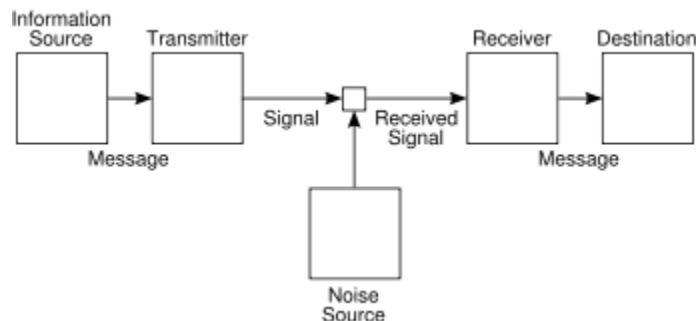 Information
Source
Transmitter
Receiver
Destination
Signal
Received
Signal
Message
Message
Noise
Source